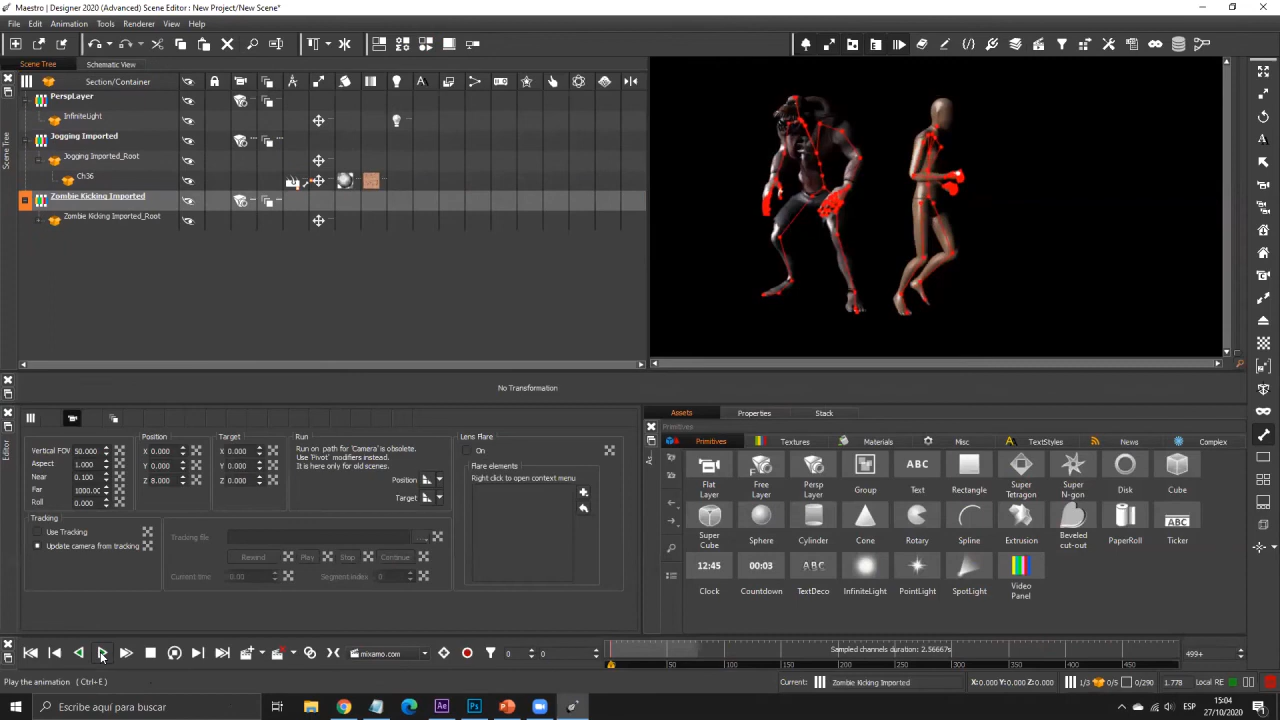 Maestro | Designer 2020 (Advanced) Scene Editor : New Project/New Scene*
File Edit Animation Tools Renderer View Help
Scene Tree Schematic View
Section/Container
Scene Tree
PerspLayer
InfiniteLight
Jogging Imported
Jogging Imported_Root
Ch36
Zombie Kicking Imported
Zombie Kicking Imported_Root
No Transformation
Editor
Vertical FOV 50.000
Aspect 1.000
Near 0.100
Far 1000.0(
Roll 0.000
Position
X 0.000
Y 0.000
Z 8.000
Target
X 0.000
Y 0.000
Z 0.000
Run
Run on path for 'Camera' is obsolete.
Use 'Pivot' modifiers instead.
It is here only for old scenes.
Position
Target
Lens Flare
On
Flare elements
Right click to open context menu
Tracking
Use Tracking
Update camera from tracking
Tracking file
Rewind Play Stop Continue
Current time 0.00 Segment index 0
Assets Properties Stack
As...
Primitives
Primitives Textures Materials Misc TextStyles News Complex
ABC
Flat Layer
Free Layer
Persp Layer
Group
Text
Rectangle
Super Tetragon
Super N-gon
Disk
Cube
ABC
Super Cube
Sphere
Cylinder
Cone
Rotary
Spline
Extrusion
Beveled cut-out
PaperRoll
Ticker
12:45 00:03 ABC
Clock
Countdown
TextDeco
InfiniteLight
PointLight
SpotLight
Video Panel
mixamo.com 0 0
Sampled channels duration: 2.56667s
50 100 150 200 250 300 350 400 450
499+
Play the animation (Ctrl+E)
Current: Zombie Kicking Imported X:0.000 Y:0.000 Z:0.000 1/3 0/5 0/290 1.778 Local RE
Escribe aquí para buscar
Ae Ps
ESP
15:04
27/10/2020